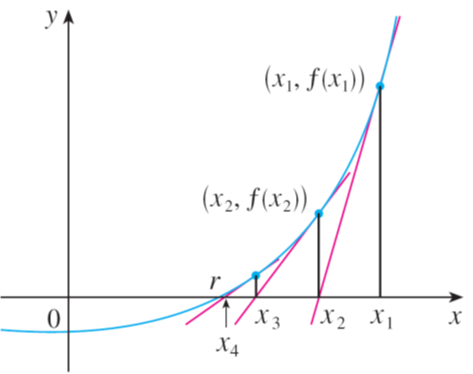 y
(x₁, f(x₁))
(x₂, f(x₂))
r
0
x₃
x₂
x₁
x
x₄